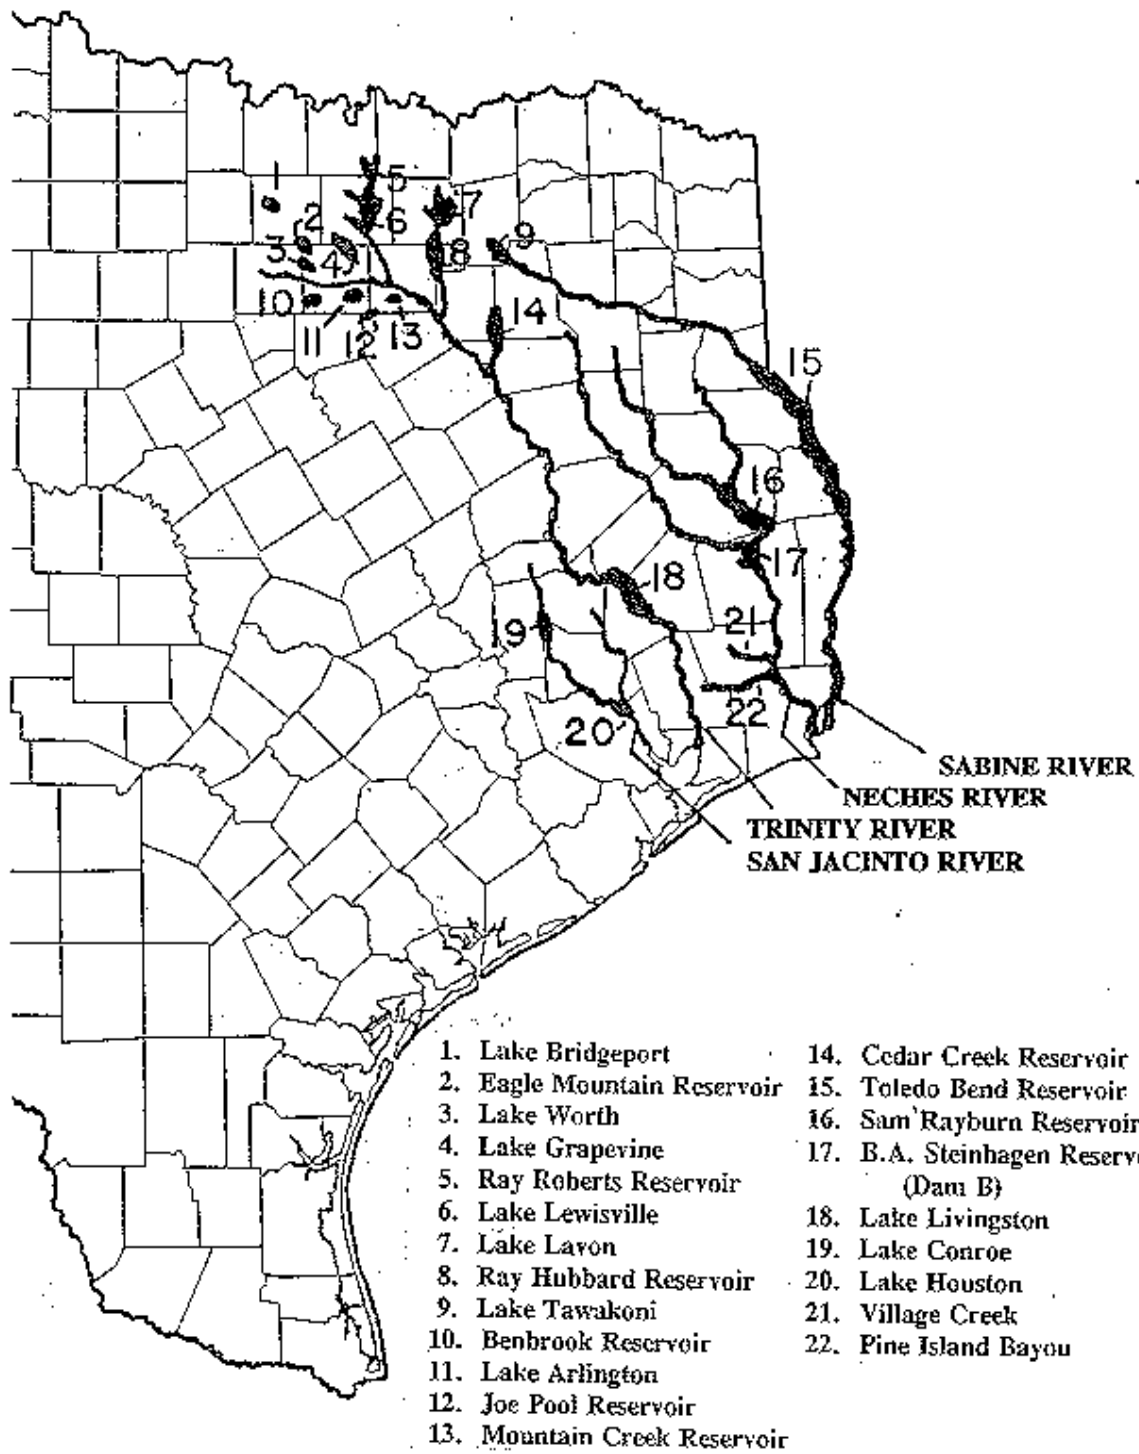 1
2
3
4
5
6
7
8
9
10
11
12
13
14
15
16
17
18
19
20
21
22
SABINE RIVER
NECHES RIVER
TRINITY RIVER
SAN JACINTO RIVER
1. Lake Bridgeport
2. Eagle Mountain Reservoir
3. Lake Worth
4. Lake Grapevine
5. Ray Roberts Reservoir
6. Lake Lewisville
7. Lake Lavon
8. Ray Hubbard Reservoir
9. Lake Tawakoni
10. Benbrook Reservoir
11. Lake Arlington
12. Joe Pool Reservoir
13. Mountain Creek Reservoir
14. Cedar Creek Reservoir
15. Toledo Bend Reservoir
16. Sam Rayburn Reservoir
17. B.A. Steinhagen Reserv
(Dam B)
18. Lake Livingston
19. Lake Conroe
20. Lake Houston
21. Village Creek
22. Pine Island Bayou